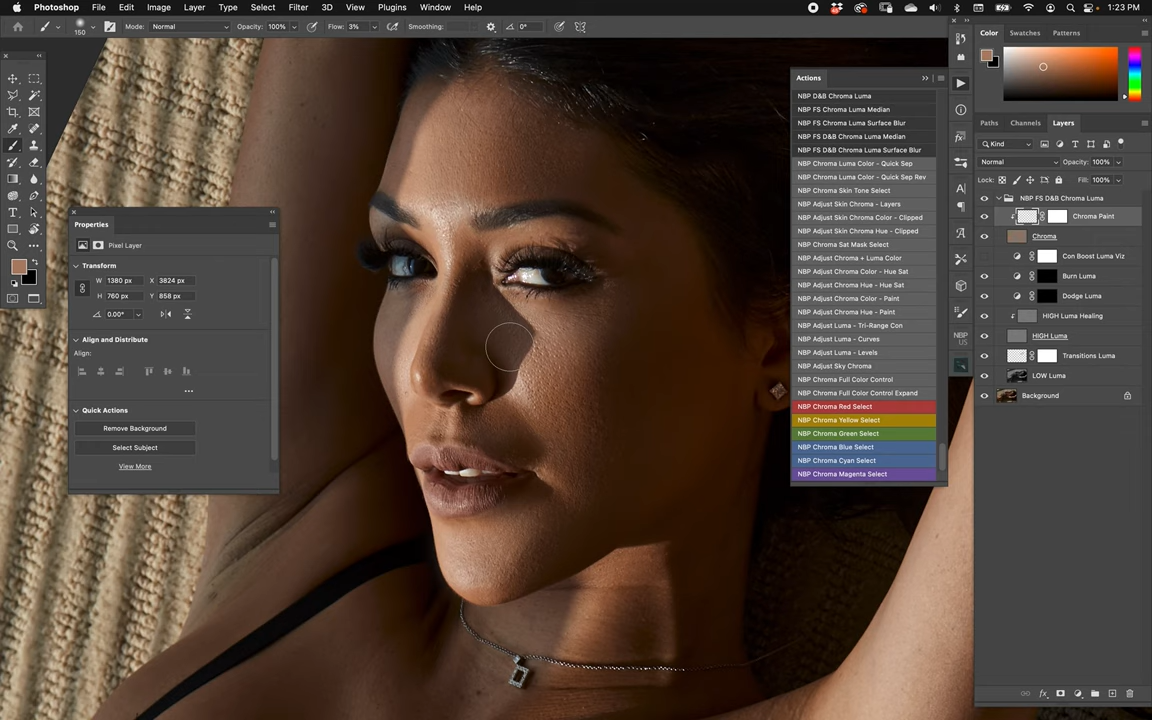 Photoshop File Edit Image Layer Type Select Filter 3D View Plugins Window Help 1:23 PM
150 Mode: Normal Opacity: 100% Flow: 3% Smoothing: 0°
Properties
Pixel Layer
Transform
W 1380 px X 3824 px
H 760 px Y 858 px
0.00°
Align and Distribute
Align:
Quick Actions
Remove Background
Select Subject
View More
Actions
NBP D&B Chroma Luma
NBP FS Chroma Luma Median
NBP FS Chroma Luma Surface Blur
NBP FS D&B Chroma Luma Median
NBP FS D&B Chroma Luma Surface Blur
NBP Chroma Luma Color - Quick Sep
NBP Chroma Luma Color - Quick Sep Rev
NBP Chroma Skin Tone Select
NBP Adjust Skin Chroma - Layers
NBP Adjust Skin Chroma Color - Clipped
NBP Adjust Skin Chroma Hue - Clipped
NBP Chroma Sat Mask Select
NBP Adjust Chroma + Luma Color
NBP Adjust Chroma Color - Hue Sat
NBP Adjust Chroma Hue - Hue Sat
NBP Adjust Chroma Color - Paint
NBP Adjust Chroma Hue - Paint
NBP Adjust Luma - Tri-Range Con
NBP Adjust Luma - Curves
NBP Adjust Luma - Levels
NBP Adjust Sky Chroma
NBP Chroma Full Color Control
NBP Chroma Full Color Control Expand
NBP Chroma Red Select
NBP Chroma Yellow Select
NBP Chroma Green Select
NBP Chroma Blue Select
NBP Chroma Cyan Select
NBP Chroma Magenta Select
NBP
US
Color Swatches Patterns
Paths Channels Layers
Kind
Normal Opacity: 100%
Lock: Fill: 100%
NBP FS D&B Chroma Luma
Chroma Paint
Chroma
Con Boost Luma Viz
Burn Luma
Dodge Luma
HIGH Luma Healing
HIGH Luma
Transitions Luma
LOW Luma
Background